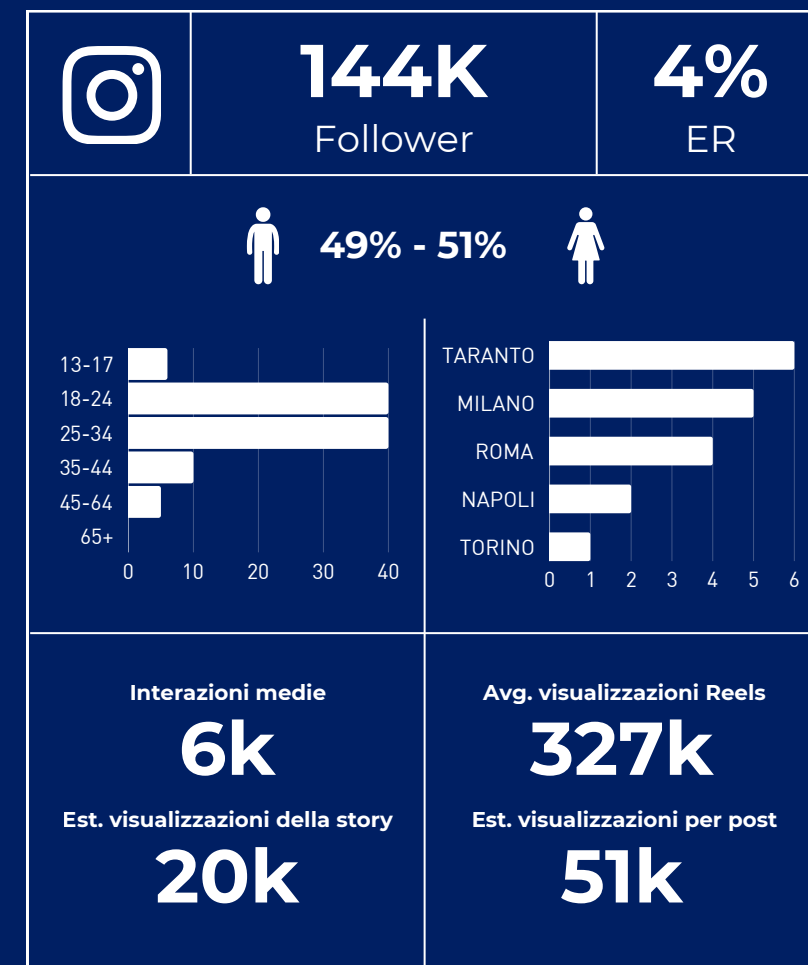 144K
Follower
4%
ER
49% - 51%
13-17
18-24
25-34
35-44
45-64
65+
0 10 20 30 40
TARANTO
MILANO
ROMA
NAPOLI
TORINO
0 1 2 3 4 5 6
Interazioni medie
6k
Est. visualizzazioni della story
20k
Avg. visualizzazioni Reels
327k
Est. visualizzazioni per post
51k